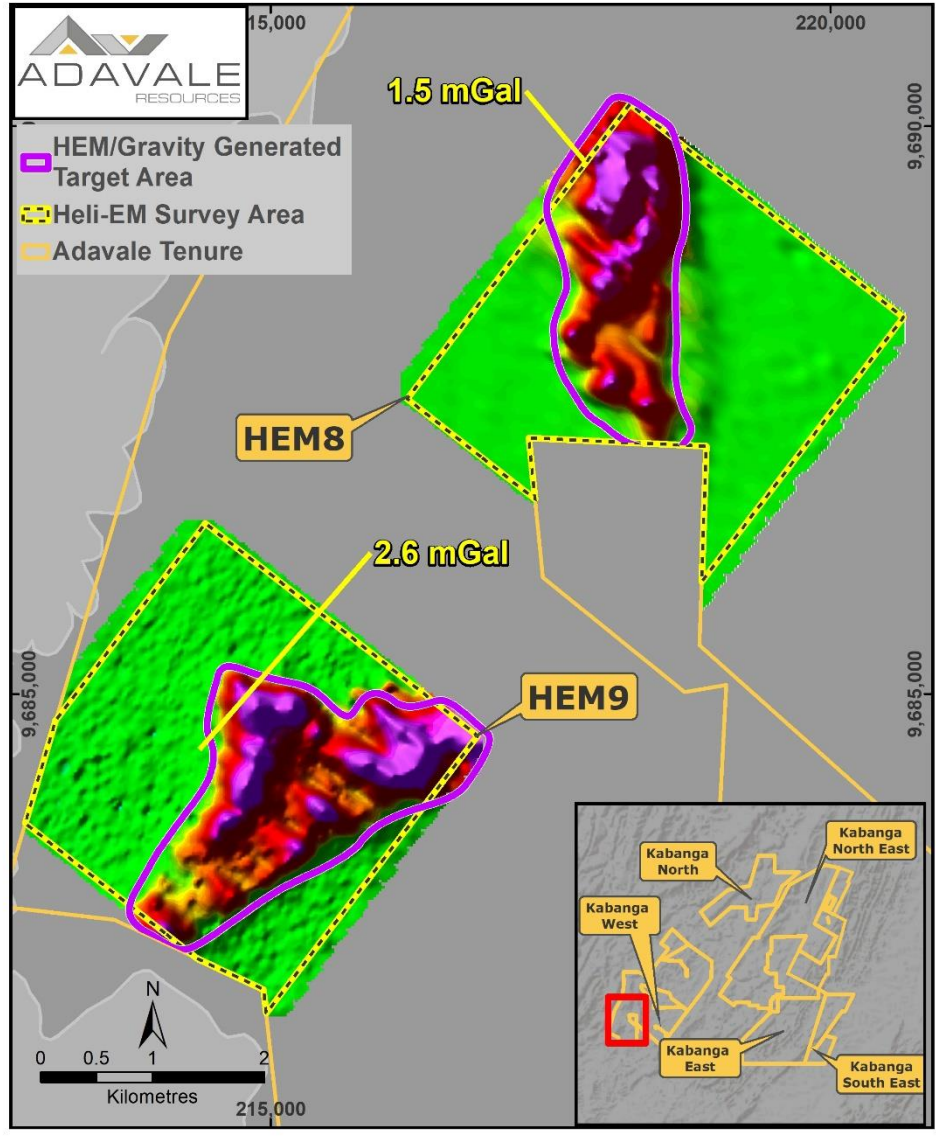 ADAVALE
RESOURCES
15,000
220,000
9,690,000
1.5 mGal
HEM/Gravity Generated
Target Area
Heli-EM Survey Area
Adavale Tenure
HEM8
2.6 mGal
9,685,000
9,685,000
HEM9
Kabanga
North
Kabanga
North East
Kabanga
West
Kabanga
East
Kabanga
South East
N
0 0.5 1 2
Kilometres
215,000